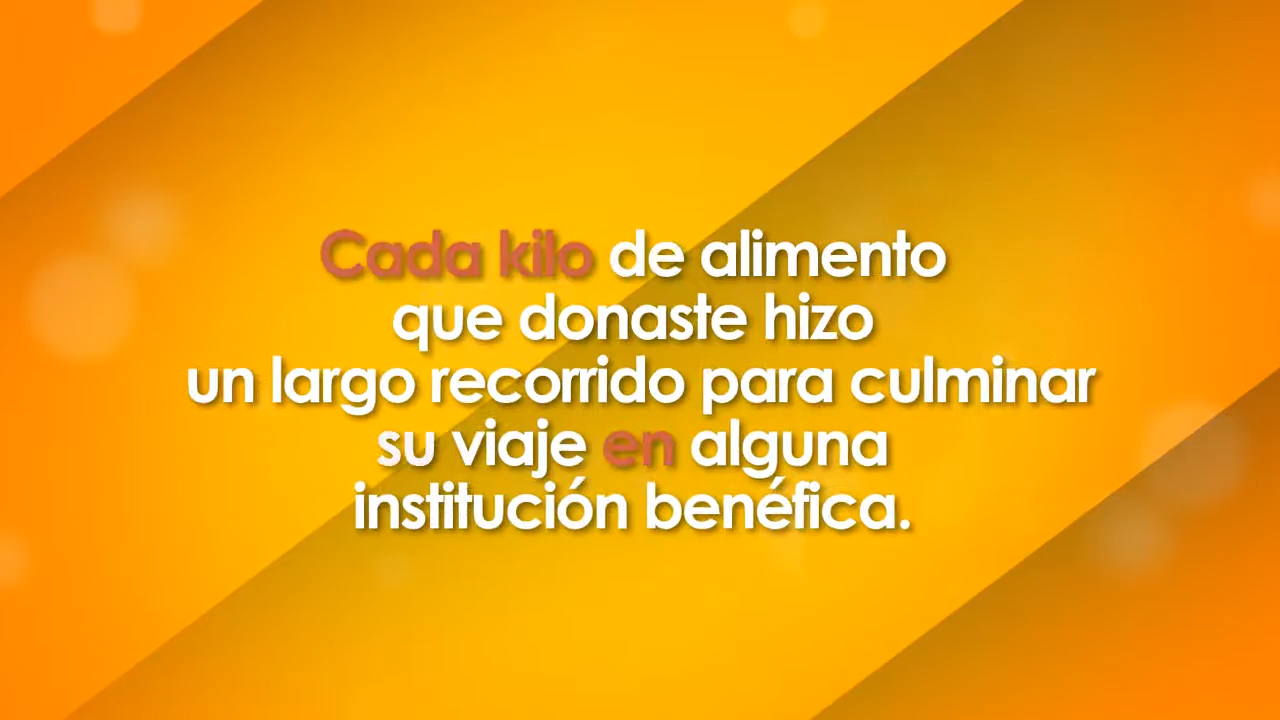 Cada kilo de alimento
que donaste hizo
un largo recorrido para culminar
su viaje en alguna
institución benéfica.